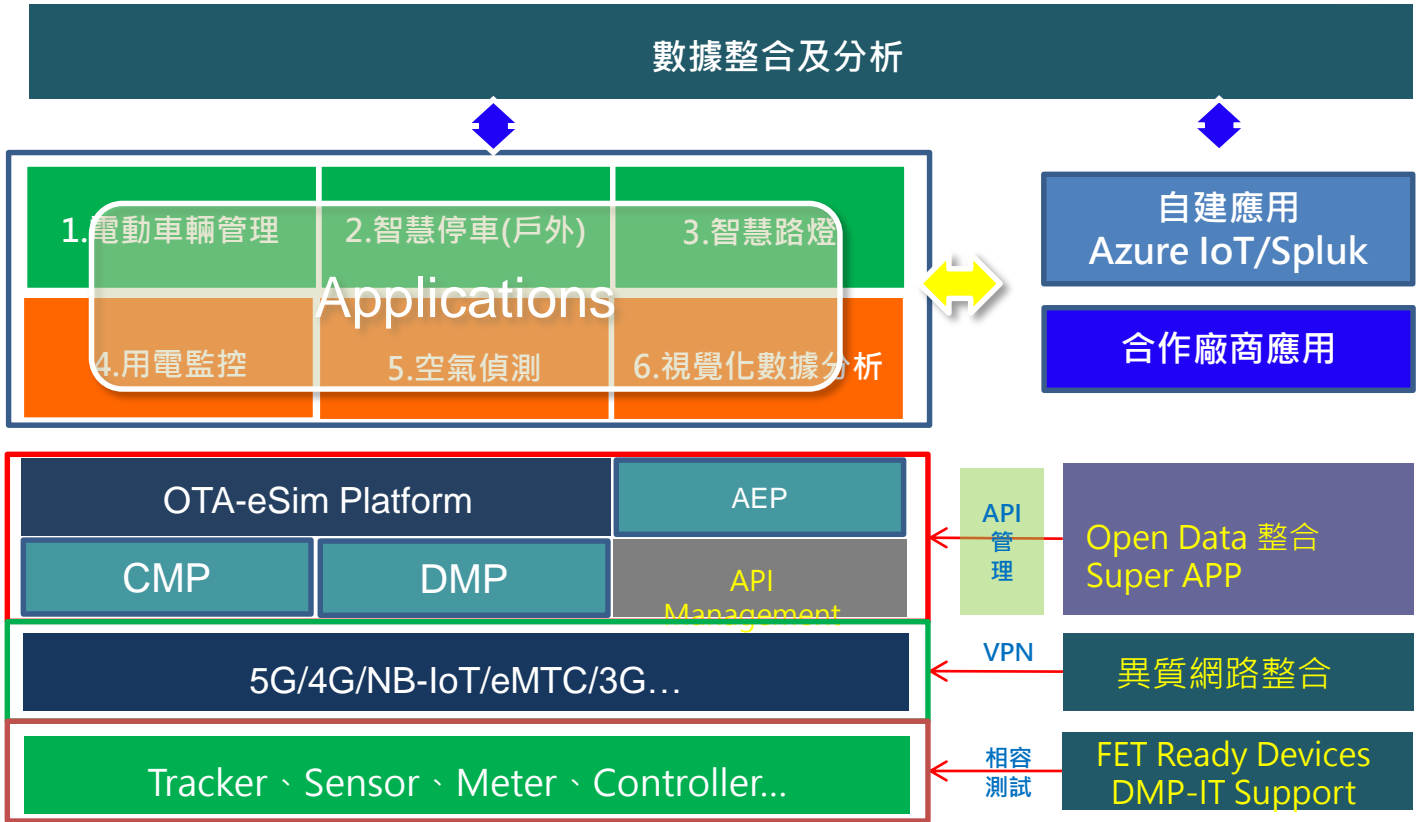 數據整合及分析
1.電動車輛管理
2.智慧停車(戶外)
3.智慧路燈
Applications
4.用電監控
5.空氣偵測
6.視覺化數據分析
自建應用
Azure IoT/Spluk
合作廠商應用
OTA-eSim Platform
AEP
CMP
DMP
API
Management
API
管
理
Open Data 整合
Super APP
5G/4G/NB-IoT/eMTC/3G…
VPN
異質網路整合
Tracker、Sensor、Meter、Controller…
相容
測試
FET Ready Devices
DMP-IT Support